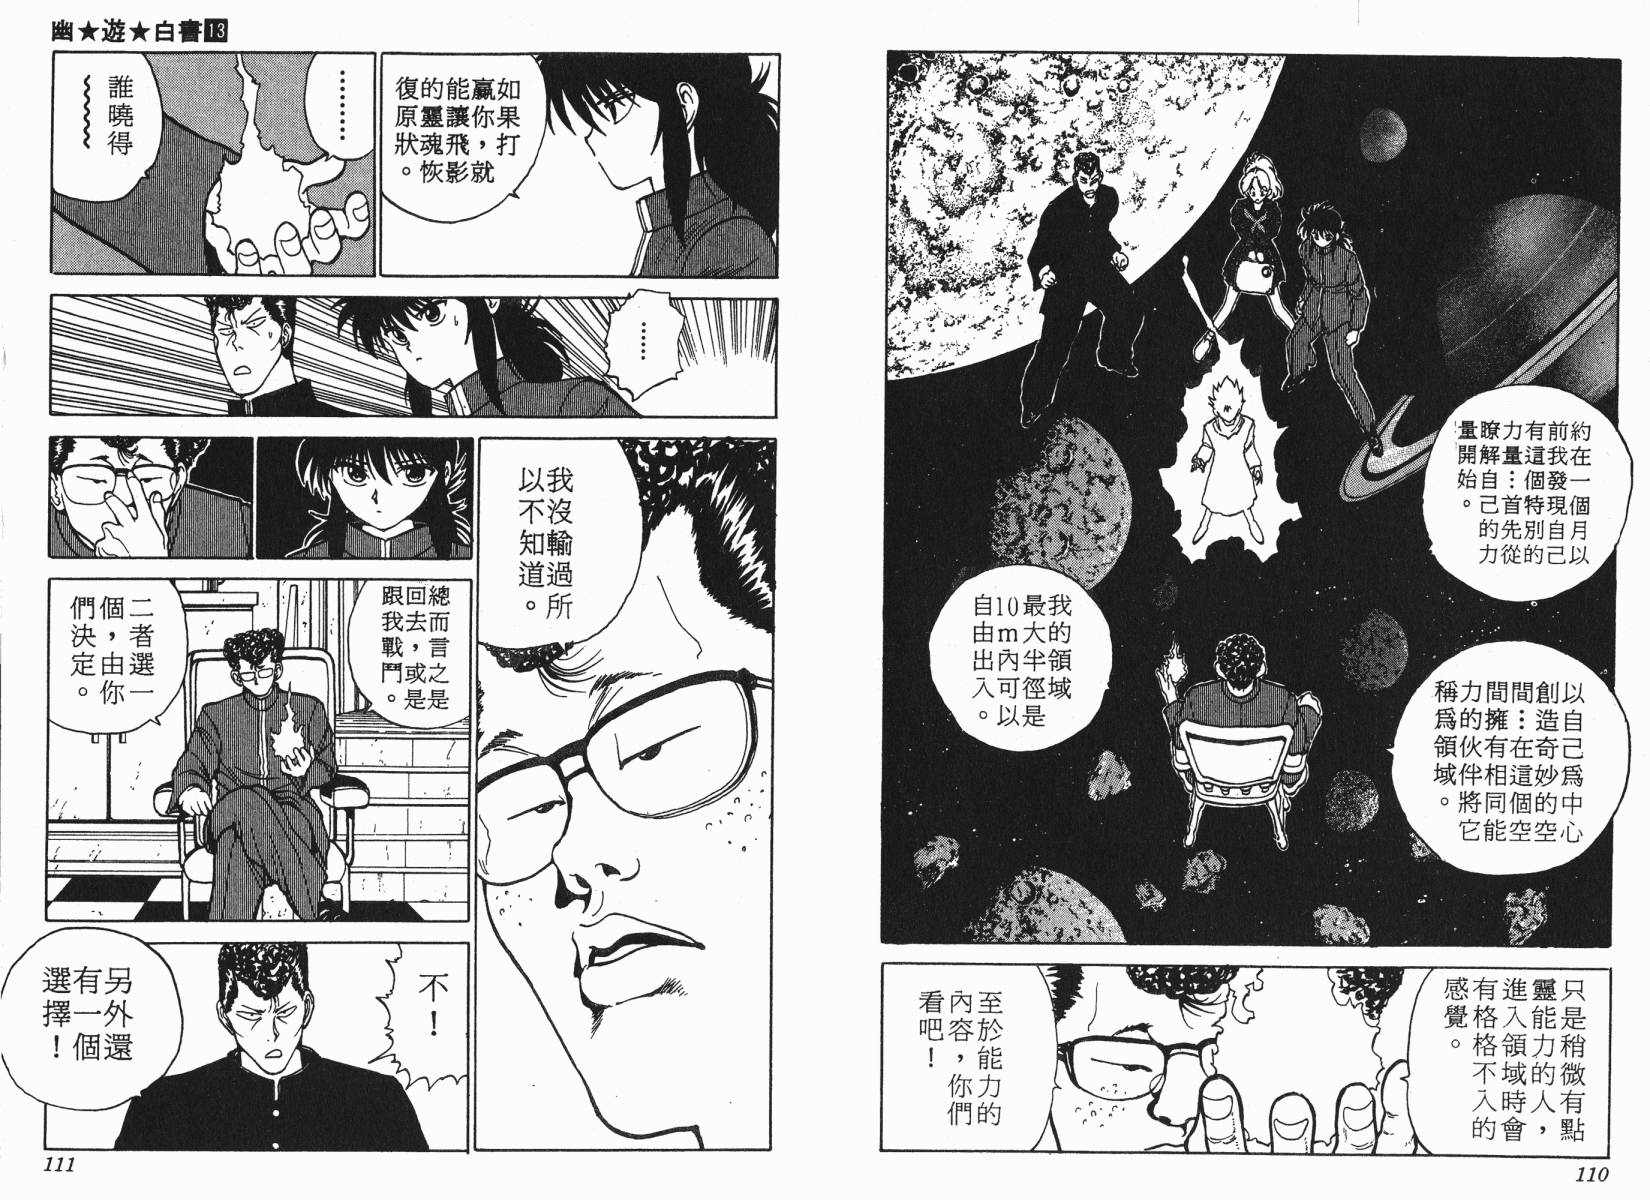 幽★遊★白書13
約在一個月以
前我發現自己
有這個特別的
力量…首先從
瞭解自己的力
量開始。
我的領域
最大半徑是
10m內可以
自由出入。
以自己為中心
創造奇妙的空
間…在這個空
間擁有相同能
力的伙伴將它
稱為領域。
只是稍微有點
靈能力的人，
進入領域時會
有格格不入的
感覺。
至於能力的
內容，你們
看吧！
110
如果打
贏你，就
能讓飛影
的靈魂恢
復原狀。
………
誰曉得
……
我沒輸過所
以不知道。
總而言之是
回去，或是
跟我戰鬥。
二者選一
個，由你
們決定。
不！
另外還
有一個
選擇！
111